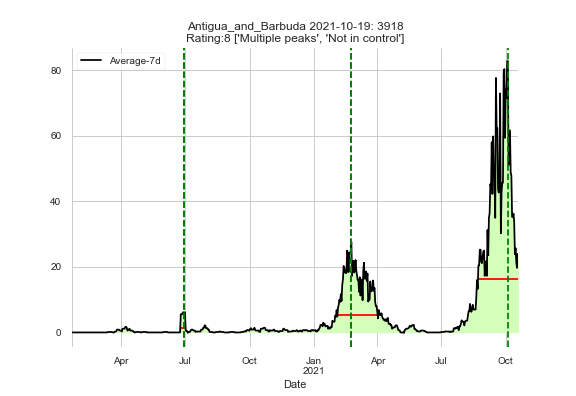 Antigua_and_Barbuda 2021-10-19: 3918
Rating:8 ['Multiple peaks', 'Not in control']
Average-7d
80
60
40
20
0
Apr
Jul
Oct
Jan
2021
Apr
Jul
Oct
Date